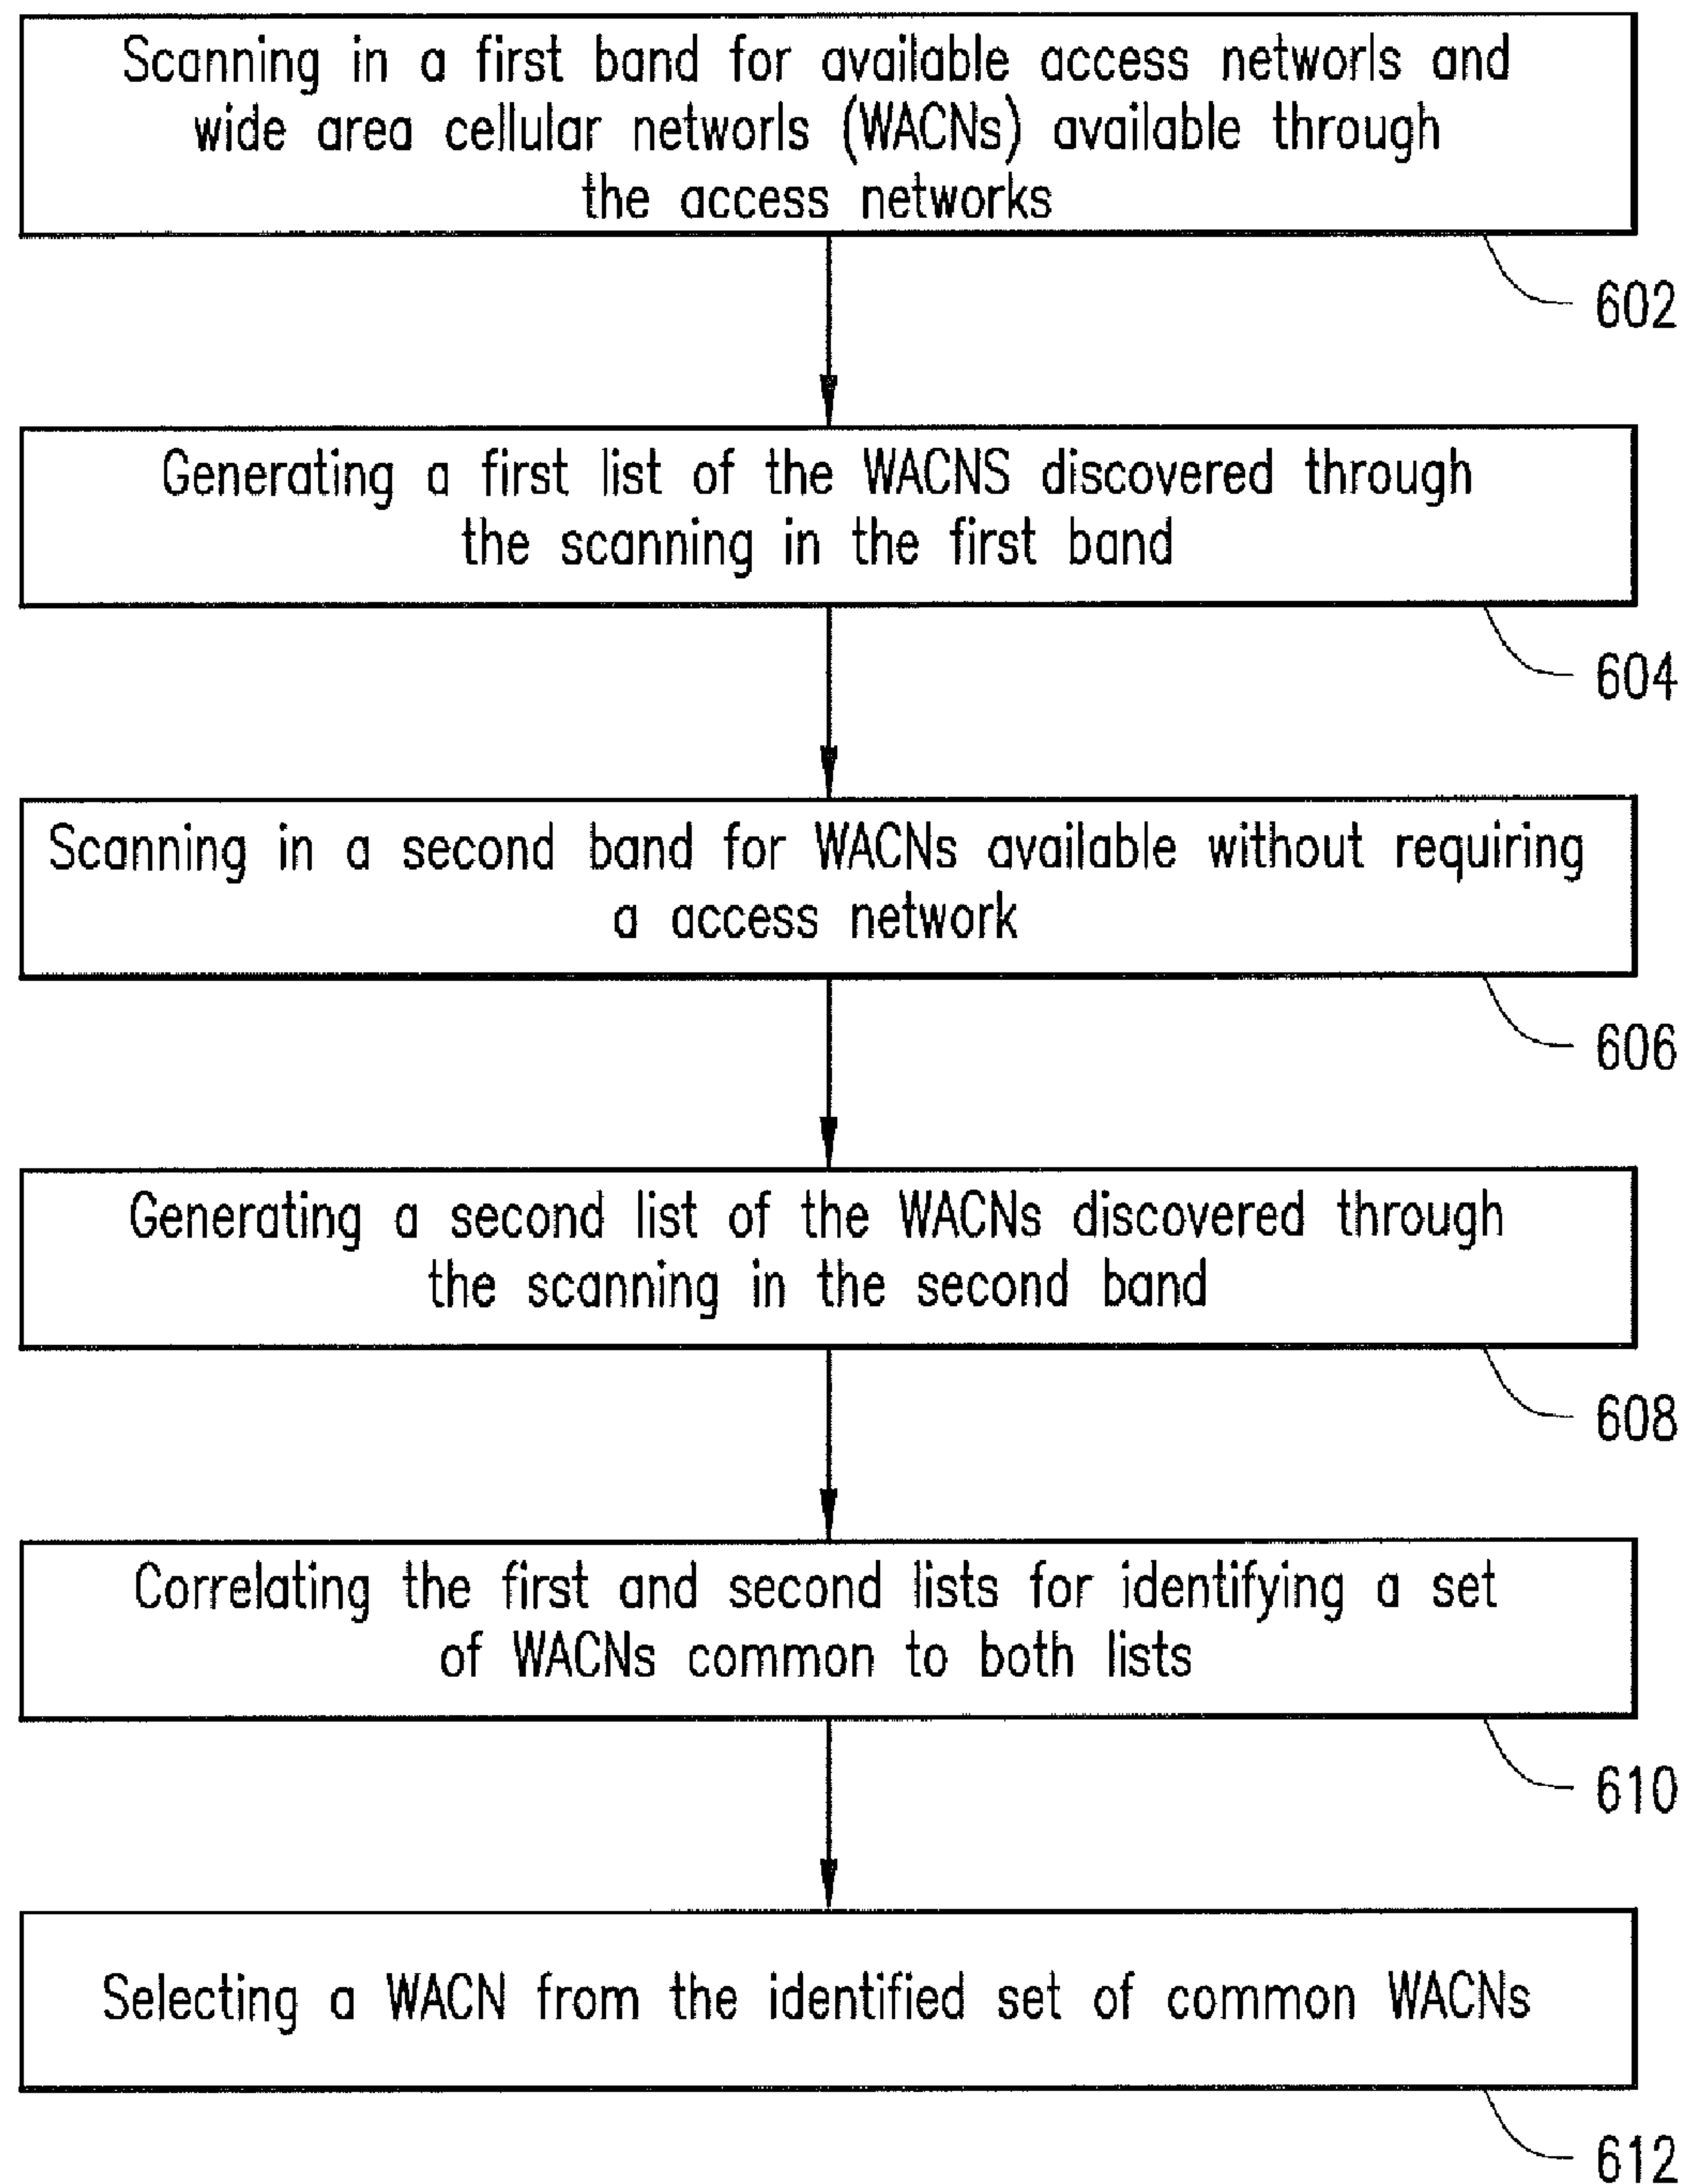 Scanning in a first band for available access networls and
wide area cellular networls (WACNs) available through
the access networks
602
Generating a first list of the WACNS discovered through
the scanning in the first band
604
Scanning in a second band for WACNs available without requiring
a access network
606
Generating a second list of the WACNs discovered through
the scanning in the second band
608
Correlating the first and second lists for identifying a set
of WACNs common to both lists
610
Selecting a WACN from the identified set of common WACNs
612